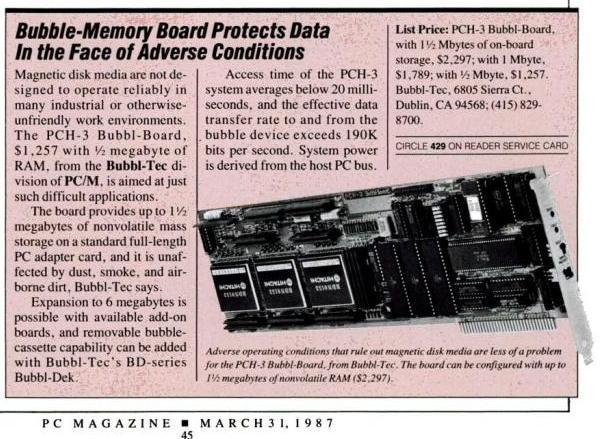 Bubble-Memory Board Protects Data
In the Face of Adverse Conditions
Magnetic disk media are not de-
signed to operate reliably in
many industrial or otherwise-
unfriendly work environments.
The PCH-3 Bubbl-Board,
$1,257 with ½ megabyte of
RAM, from the Bubbl-Tec di-
vision of PC/M, is aimed at just
such difficult applications.
The board provides up to 1½
megabytes of nonvolatile mass
storage on a standard full-length
PC adapter card, and it is unaf-
fected by dust, smoke, and air-
borne dirt, Bubbl-Tec says.
Expansion to 6 megabytes is
possible with available add-on
boards, and removable bubble-
cassette capability can be added
with Bubbl-Tec's BD-series
Bubbl-Dek.
Access time of the PCH-3
system averages below 20 milli-
seconds, and the effective data
transfer rate to and from the
bubble device exceeds 190K
bits per second. System power
is derived from the host PC bus.
List Price: PCH-3 Bubbl-Board,
with 1½ Mbytes of on-board
storage, $2,297; with 1 Mbyte,
$1,789; with ½ Mbyte, $1,257.
Bubbl-Tec, 6805 Sierra Ct.,
Dublin, CA 94568; (415) 829-
8700.
CIRCLE 429 ON READER SERVICE CARD
HITACHI
HITACHI
HITACHI
Adverse operating conditions that rule out magnetic disk media are less of a problem
for the PCH-3 Bubbl-Board, from Bubbl-Tec. The board can be configured with up to
1½ megabytes of nonvolatile RAM ($2,297).
PC MAGAZINE ■ MARCH 31, 1987
45